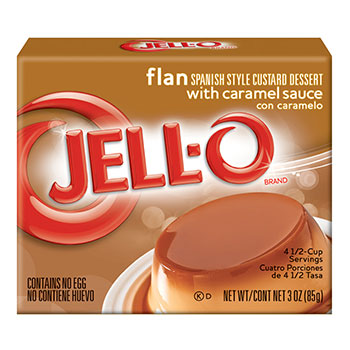 JELL-O
flan SPANISH STYLE CUSTARD DESSERT
with caramel sauce
con caramelo
JELL-O
BRAND
4 1/2-Cup
Servings
Cuatro Porciones
de 4 1/2 Tasa
CONTAINS NO EGG
NO CONTIENE HUEVO
K D
NET WT/CONT NET 3 OZ (85g)